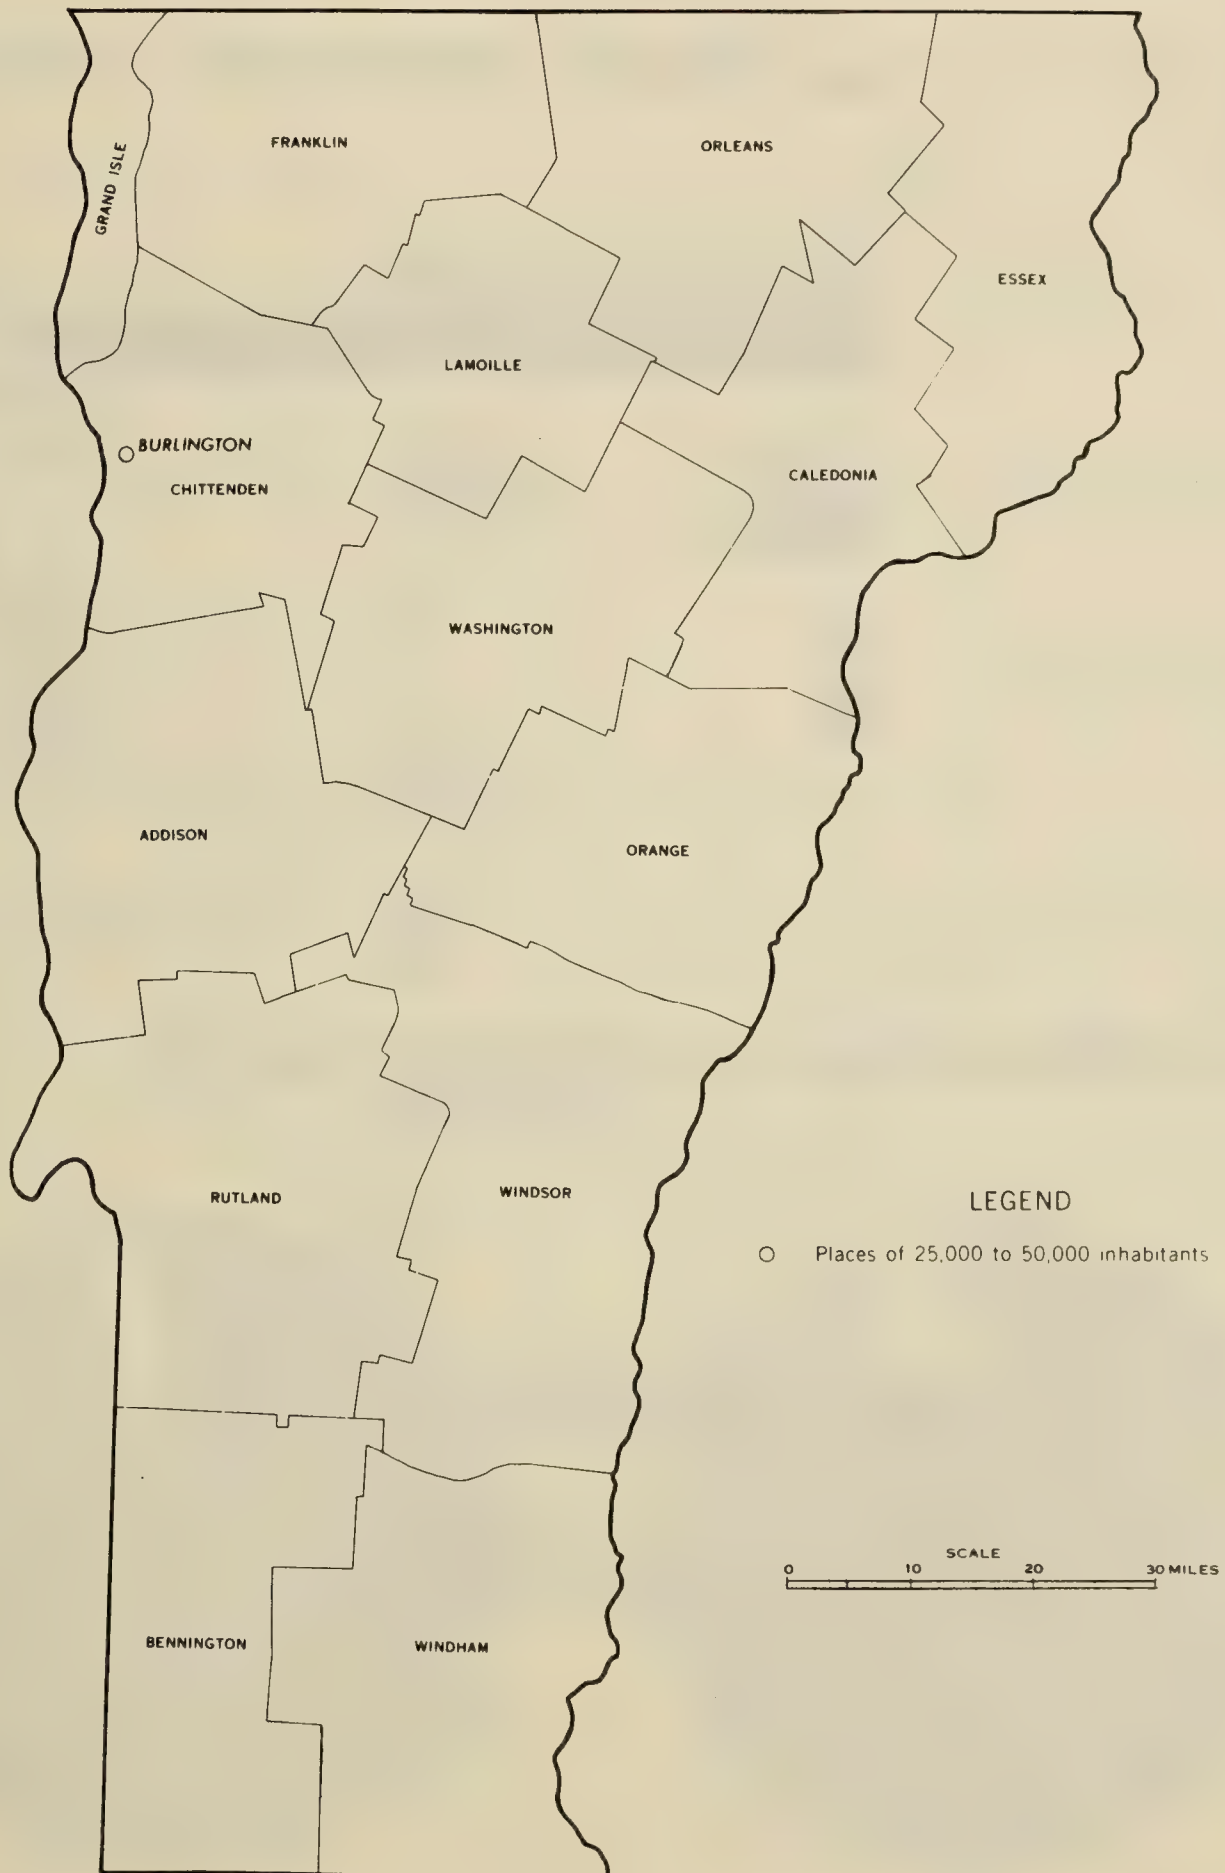 FRANKLIN
ORLEANS
GRAND ISLE
ESSEX
LAMOILLE
BURLINGTON
CHITTENDEN
CALEDONIA
WASHINGTON
ADDISON
ORANGE
RUTLAND
WINDSOR
LEGEND
Places of 25,000 to 50,000 inhabitants
SCALE
0 10 20 30 MILES
BENNINGTON
WINDHAM